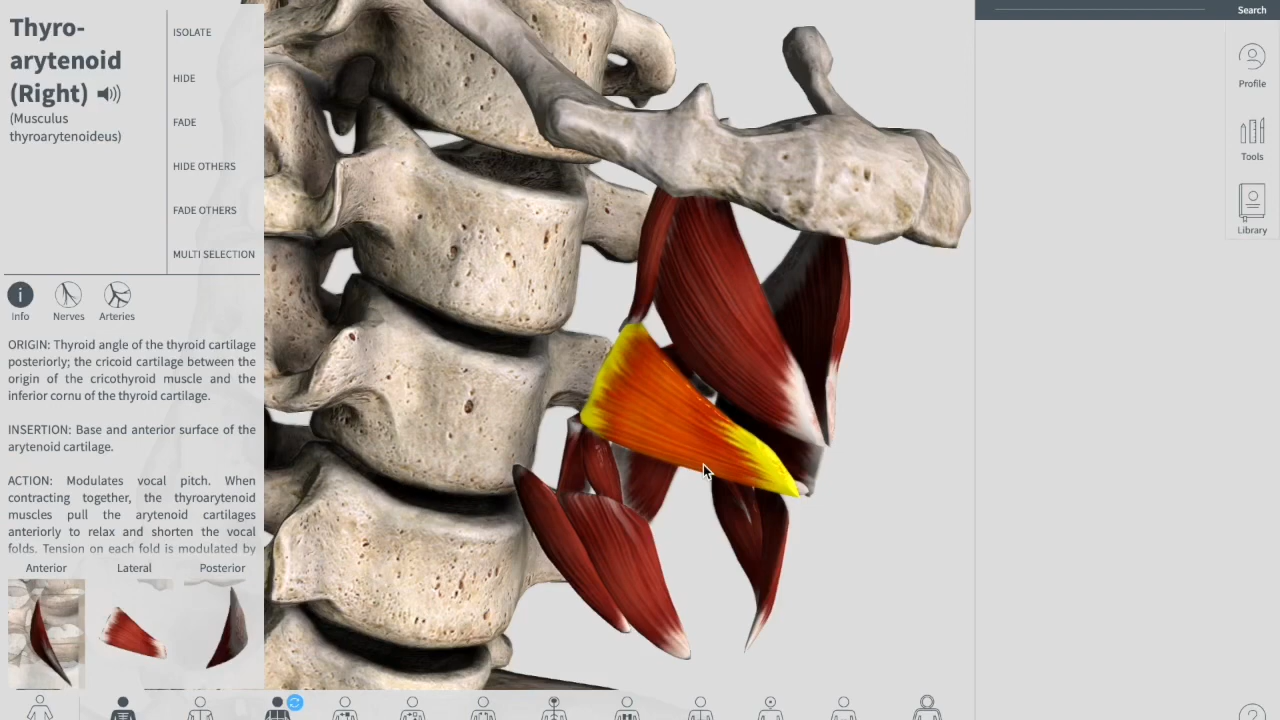 Thyro-
arytenoid
(Right)
(Musculus
thyroarytenoideus)
ISOLATE
HIDE
FADE
HIDE OTHERS
FADE OTHERS
MULTI SELECTION
Info
Nerves
Arteries
ORIGIN: Thyroid angle of the thyroid cartilage
posteriorly; the cricoid cartilage between the
origin of the cricothyroid muscle and the
inferior cornu of the thyroid cartilage.
INSERTION: Base and anterior surface of the
arytenoid cartilage.
ACTION: Modulates vocal pitch. When
contracting together, the thyroarytenoid
muscles pull the arytenoid cartilages
anteriorly to relax and shorten the vocal
folds. Tension on each fold is modulated by
Anterior
Lateral
Posterior
Search
Profile
Tools
Library